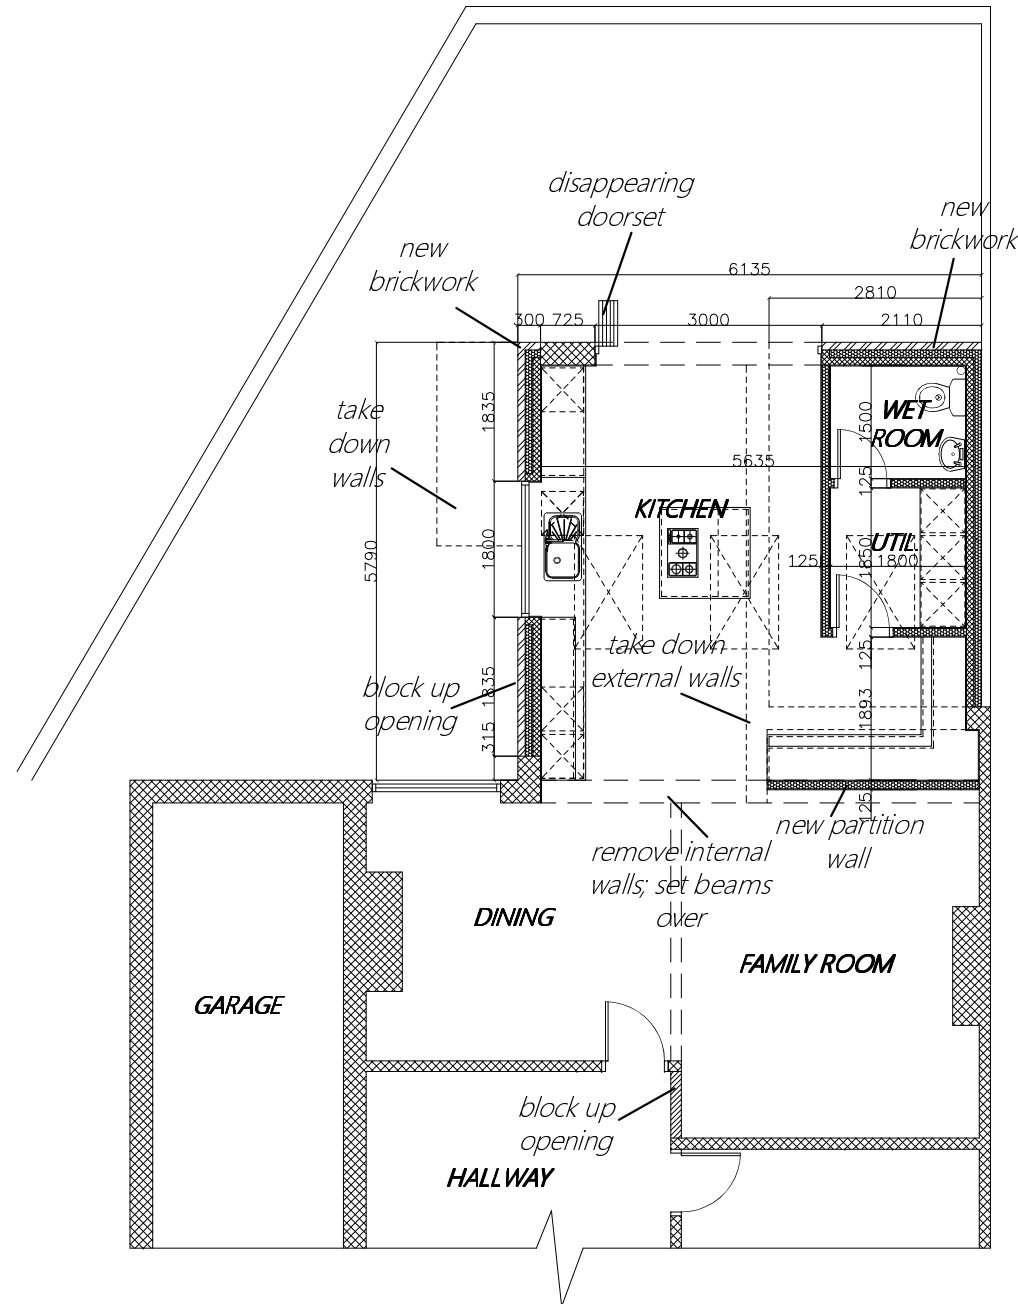 disappearing
doorset
new
brickwork
new
brickwork
6135
2810
300 725
3000
2110
take
down
walls
1835
WET
ROOM
1500
5635
125
KITCHEN
UTIL.
5790
1800
125
1800
1850
take down
external walls
125
block up
opening
1835
1893
315
125
new partition
wall
remove internal
walls; set beams
over
DINING
FAMILY ROOM
GARAGE
block up
opening
HALLWAY